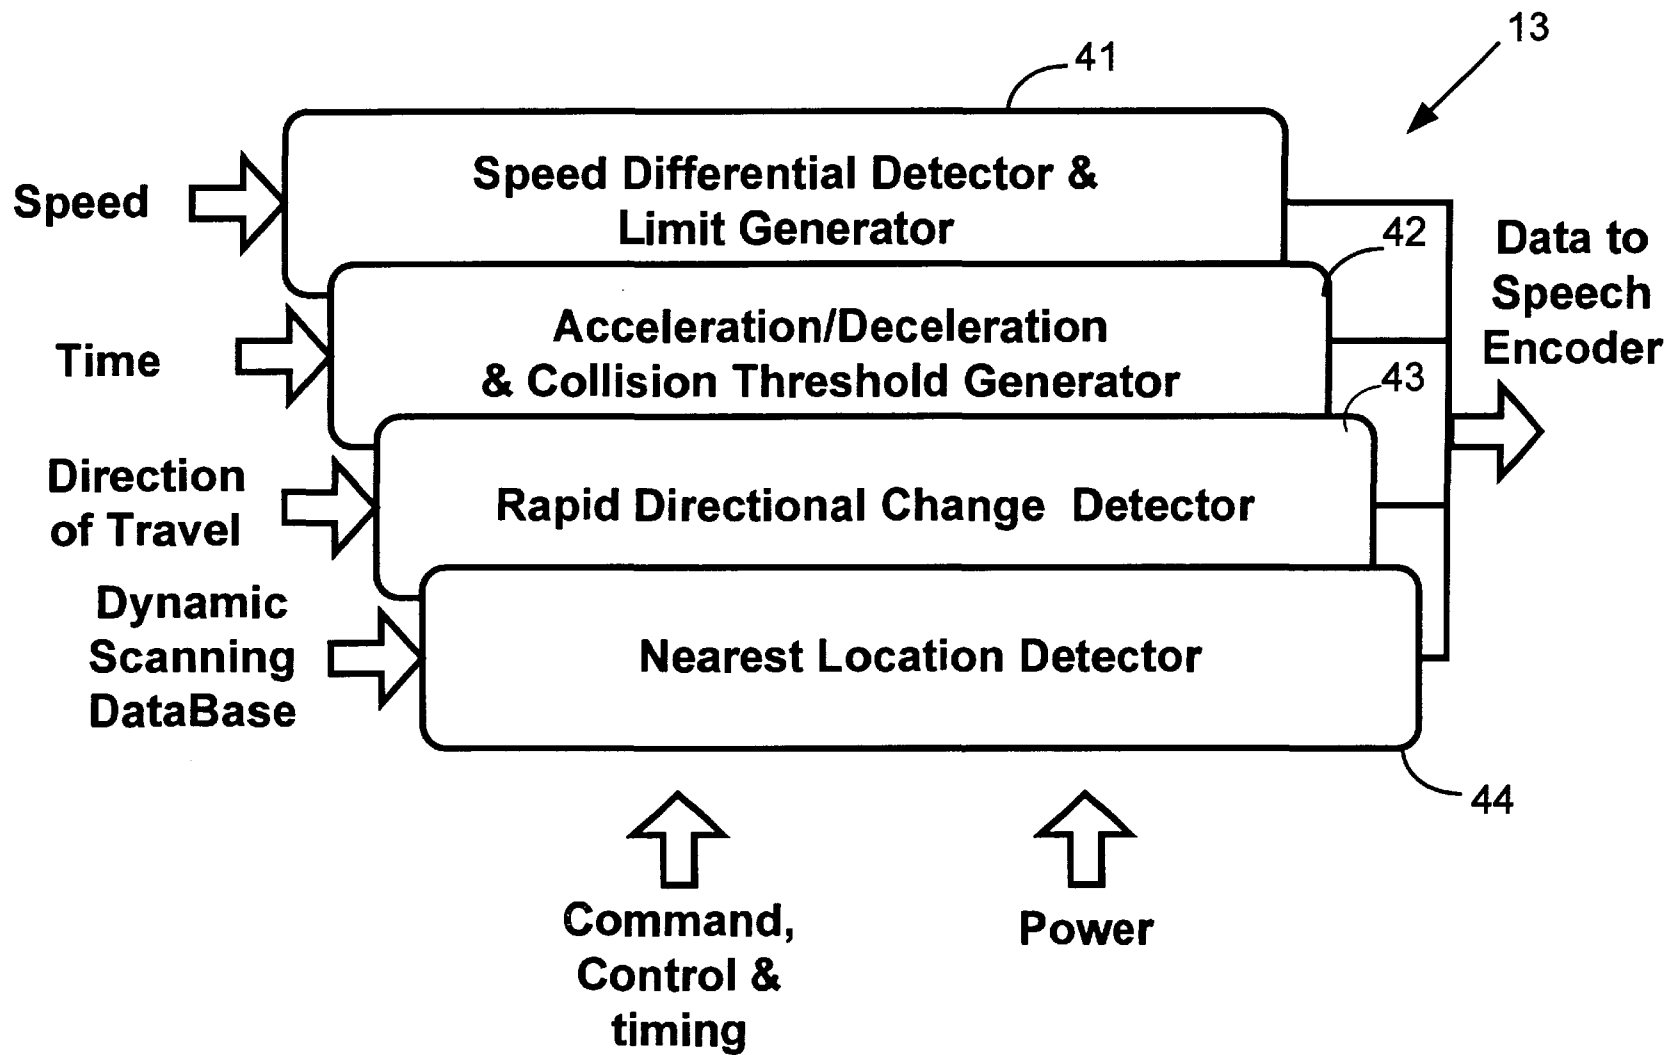 13
41
Speed Differential Detector &
Limit Generator
Speed
42
Data to
Speech
Encoder
Acceleration/Deceleration
& Collision Threshold Generator
Time
43
Direction
of Travel
Rapid Directional Change Detector
Dynamic
Scanning
DataBase
Nearest Location Detector
44
Command,
Control &
timing
Power